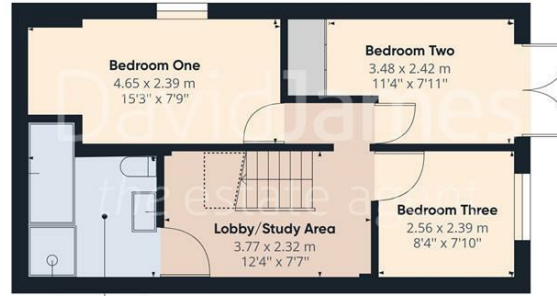 Bedroom One
4.65 x 2.39 m
15'3" x 7'9"
Bedroom Two
3.48 x 2.42 m
11'4" x 7'11"
DavidJames
the estate agent
Lobby/Study Area
3.77 x 2.32 m
12'4" x 7'7"
Bedroom Three
2.56 x 2.39 m
8'4" x 7'10"